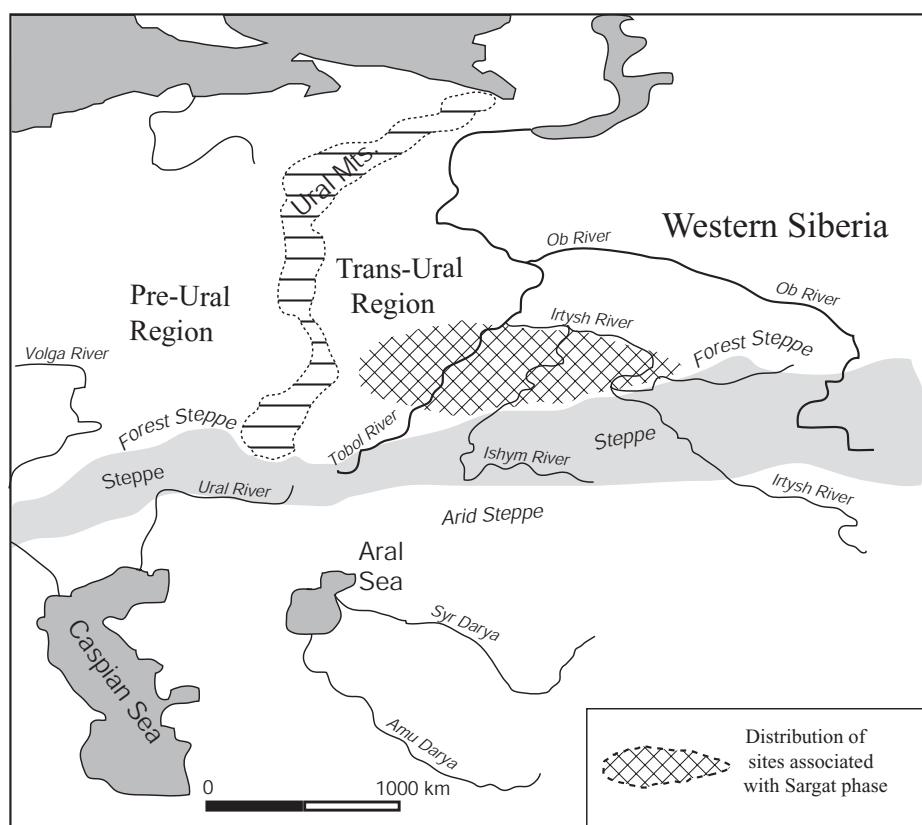 Ural Mts.
Western Siberia
Ob River
Trans-Ural
Region
Pre-Ural
Region
Ob River
Irtysh River
Volga River
Forest Steppe
Forest Steppe
Steppe
Tobol River
Steppe
Ishym River
Ural River
Irtysh River
Arid Steppe
Aral
Sea
Syr Darya
Caspian Sea
Amu Darya
Distribution of
sites associated
with Sargat phase
0 1000 km